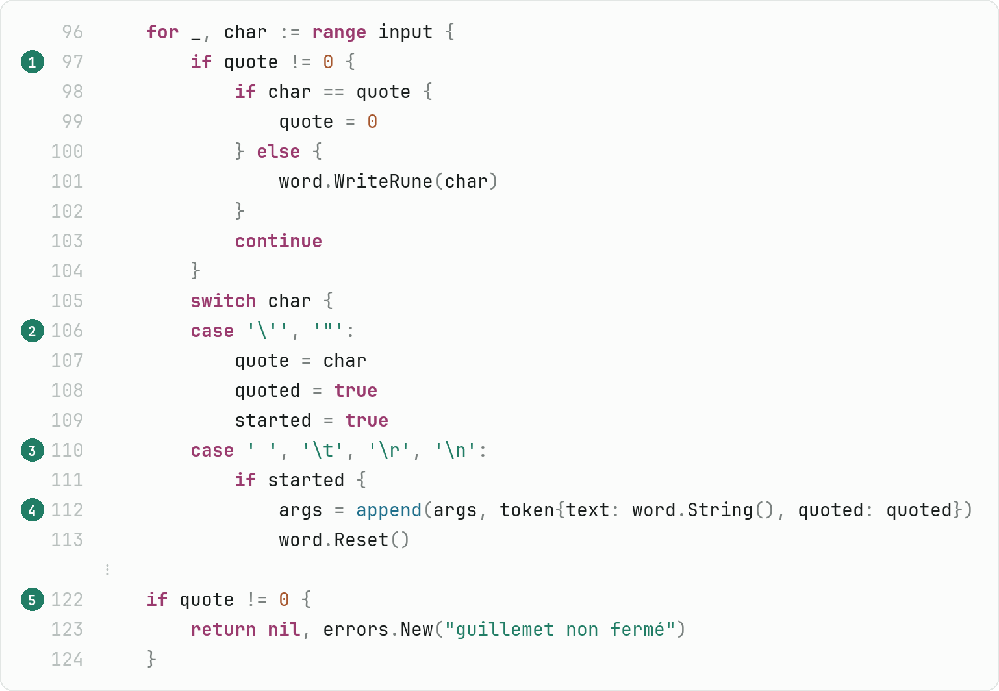 96 for _, char := range input {
1 97 if quote != 0 {
98 if char == quote {
99 quote = 0
100 } else {
101 word.WriteRune(char)
102 }
103 continue
104 }
105 switch char {
2 106 case '\'', '"':
107 quote = char
108 quoted = true
109 started = true
3 110 case ' ', '\t', '\r', '\n':
111 if started {
4 112 args = append(args, token{text: word.String(), quoted: quoted})
113 word.Reset()
⋮
5 122 if quote != 0 {
123 return nil, errors.New("guillemet non fermé")
124 }